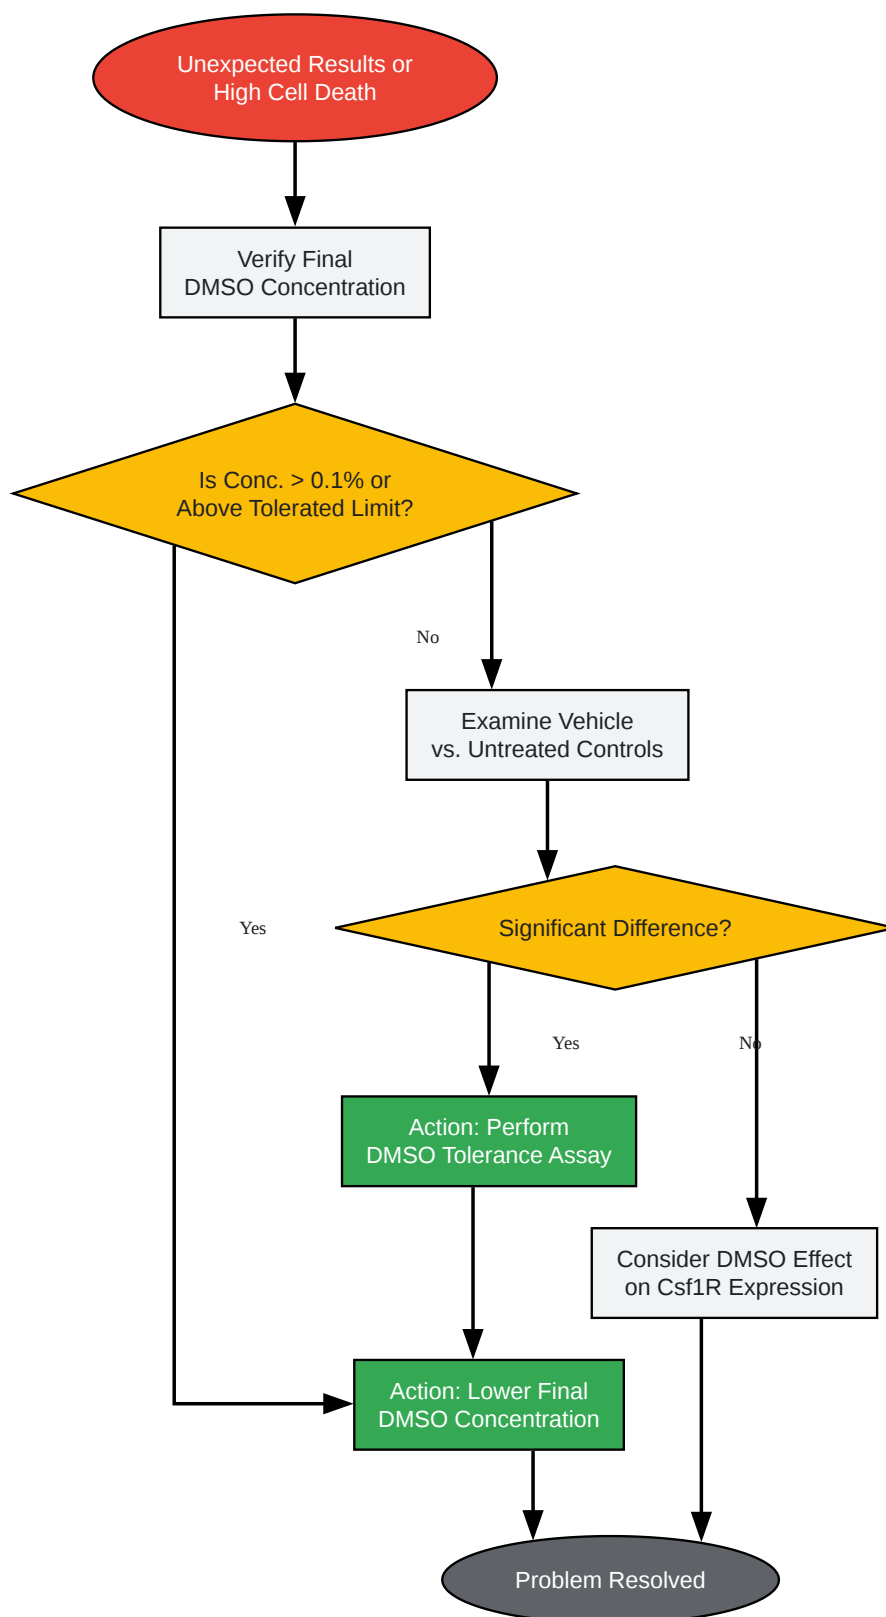 Unexpected Results or
High Cell Death
Verify Final
DMSO Concentration
Is Conc. > 0.1% or
Above Tolerated Limit?
No
Examine Vehicle
vs. Untreated Controls
Yes
Significant Difference?
Yes
No
Action: Perform
DMSO Tolerance Assay
Consider DMSO Effect
on Csf1R Expression
Action: Lower Final
DMSO Concentration
Problem Resolved